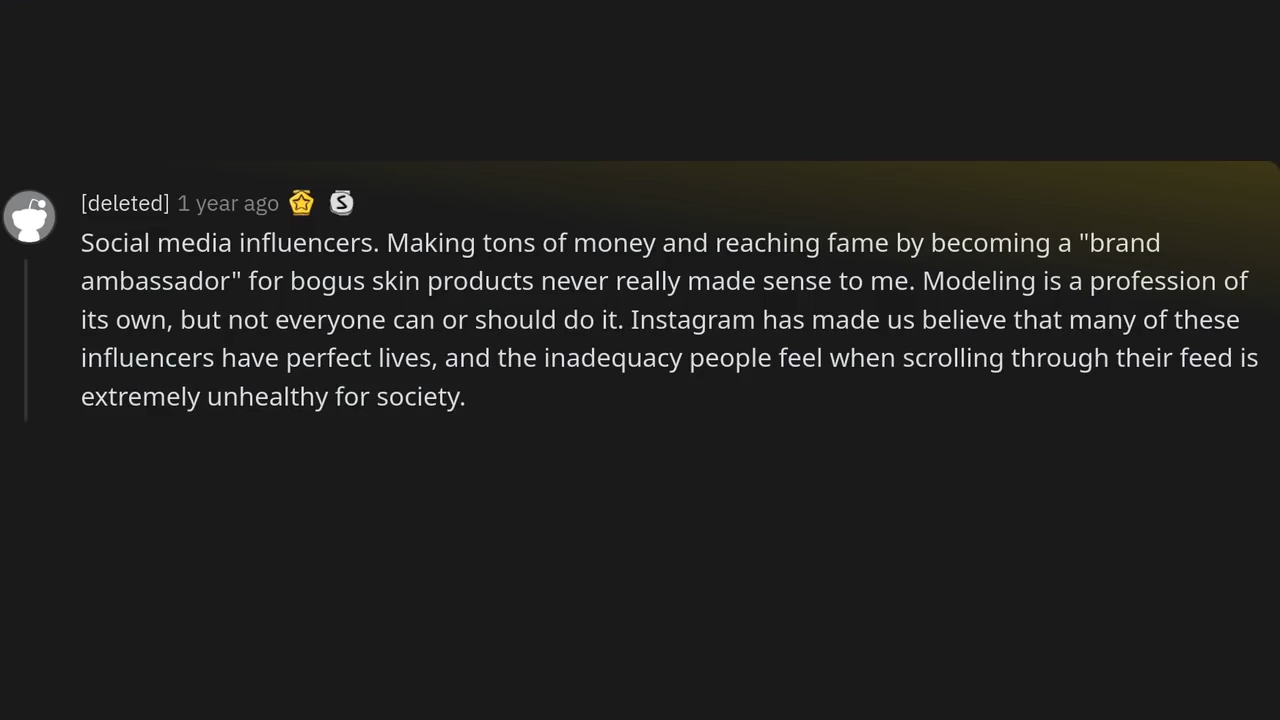 [deleted] 1 year ago S
Social media influencers. Making tons of money and reaching fame by becoming a "brand
ambassador" for bogus skin products never really made sense to me. Modeling is a profession of
its own, but not everyone can or should do it. Instagram has made us believe that many of these
influencers have perfect lives, and the inadequacy people feel when scrolling through their feed is
extremely unhealthy for society.